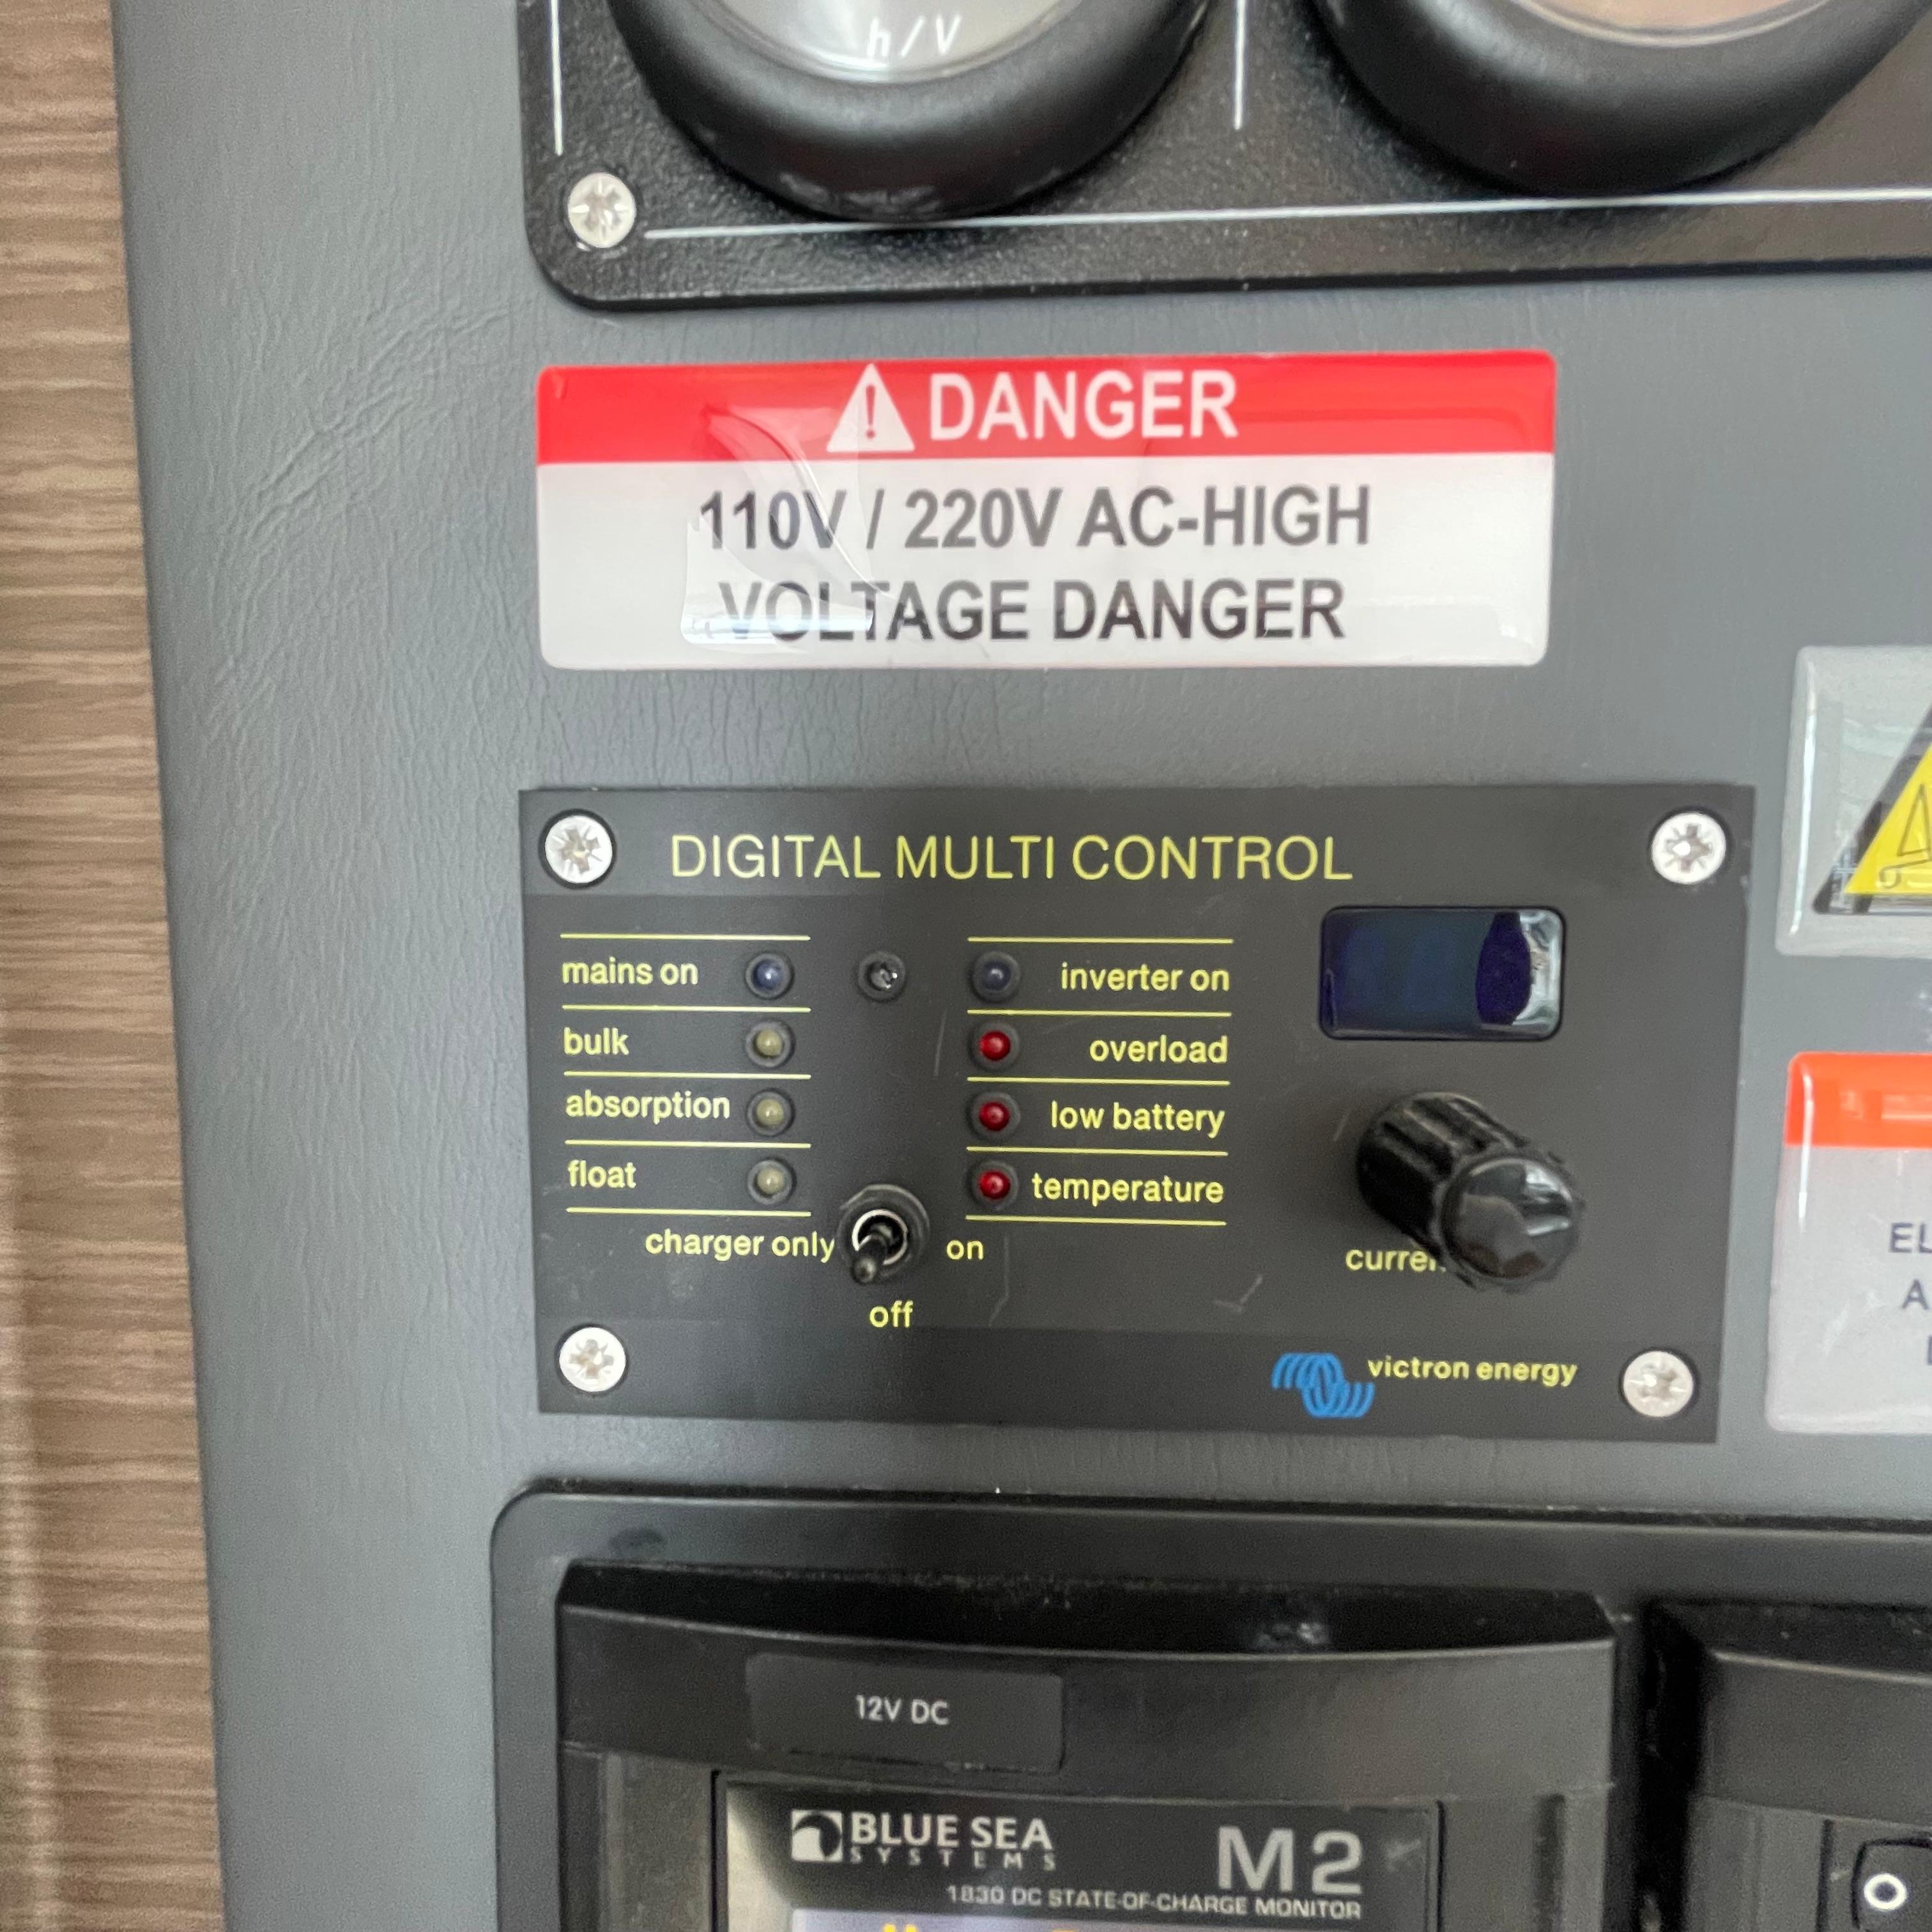 h/V
DANGER
110V / 220V AC-HIGH
VOLTAGE DANGER
DIGITAL MULTI CONTROL
mains on
inverter on
bulk
overload
absorption
low battery
float
temperature
charger only
on
off
victron energy
12V DC
BLUE SEA
SYSTEMS
M2
1830 DC STATE-OF-CHARGE MONITOR